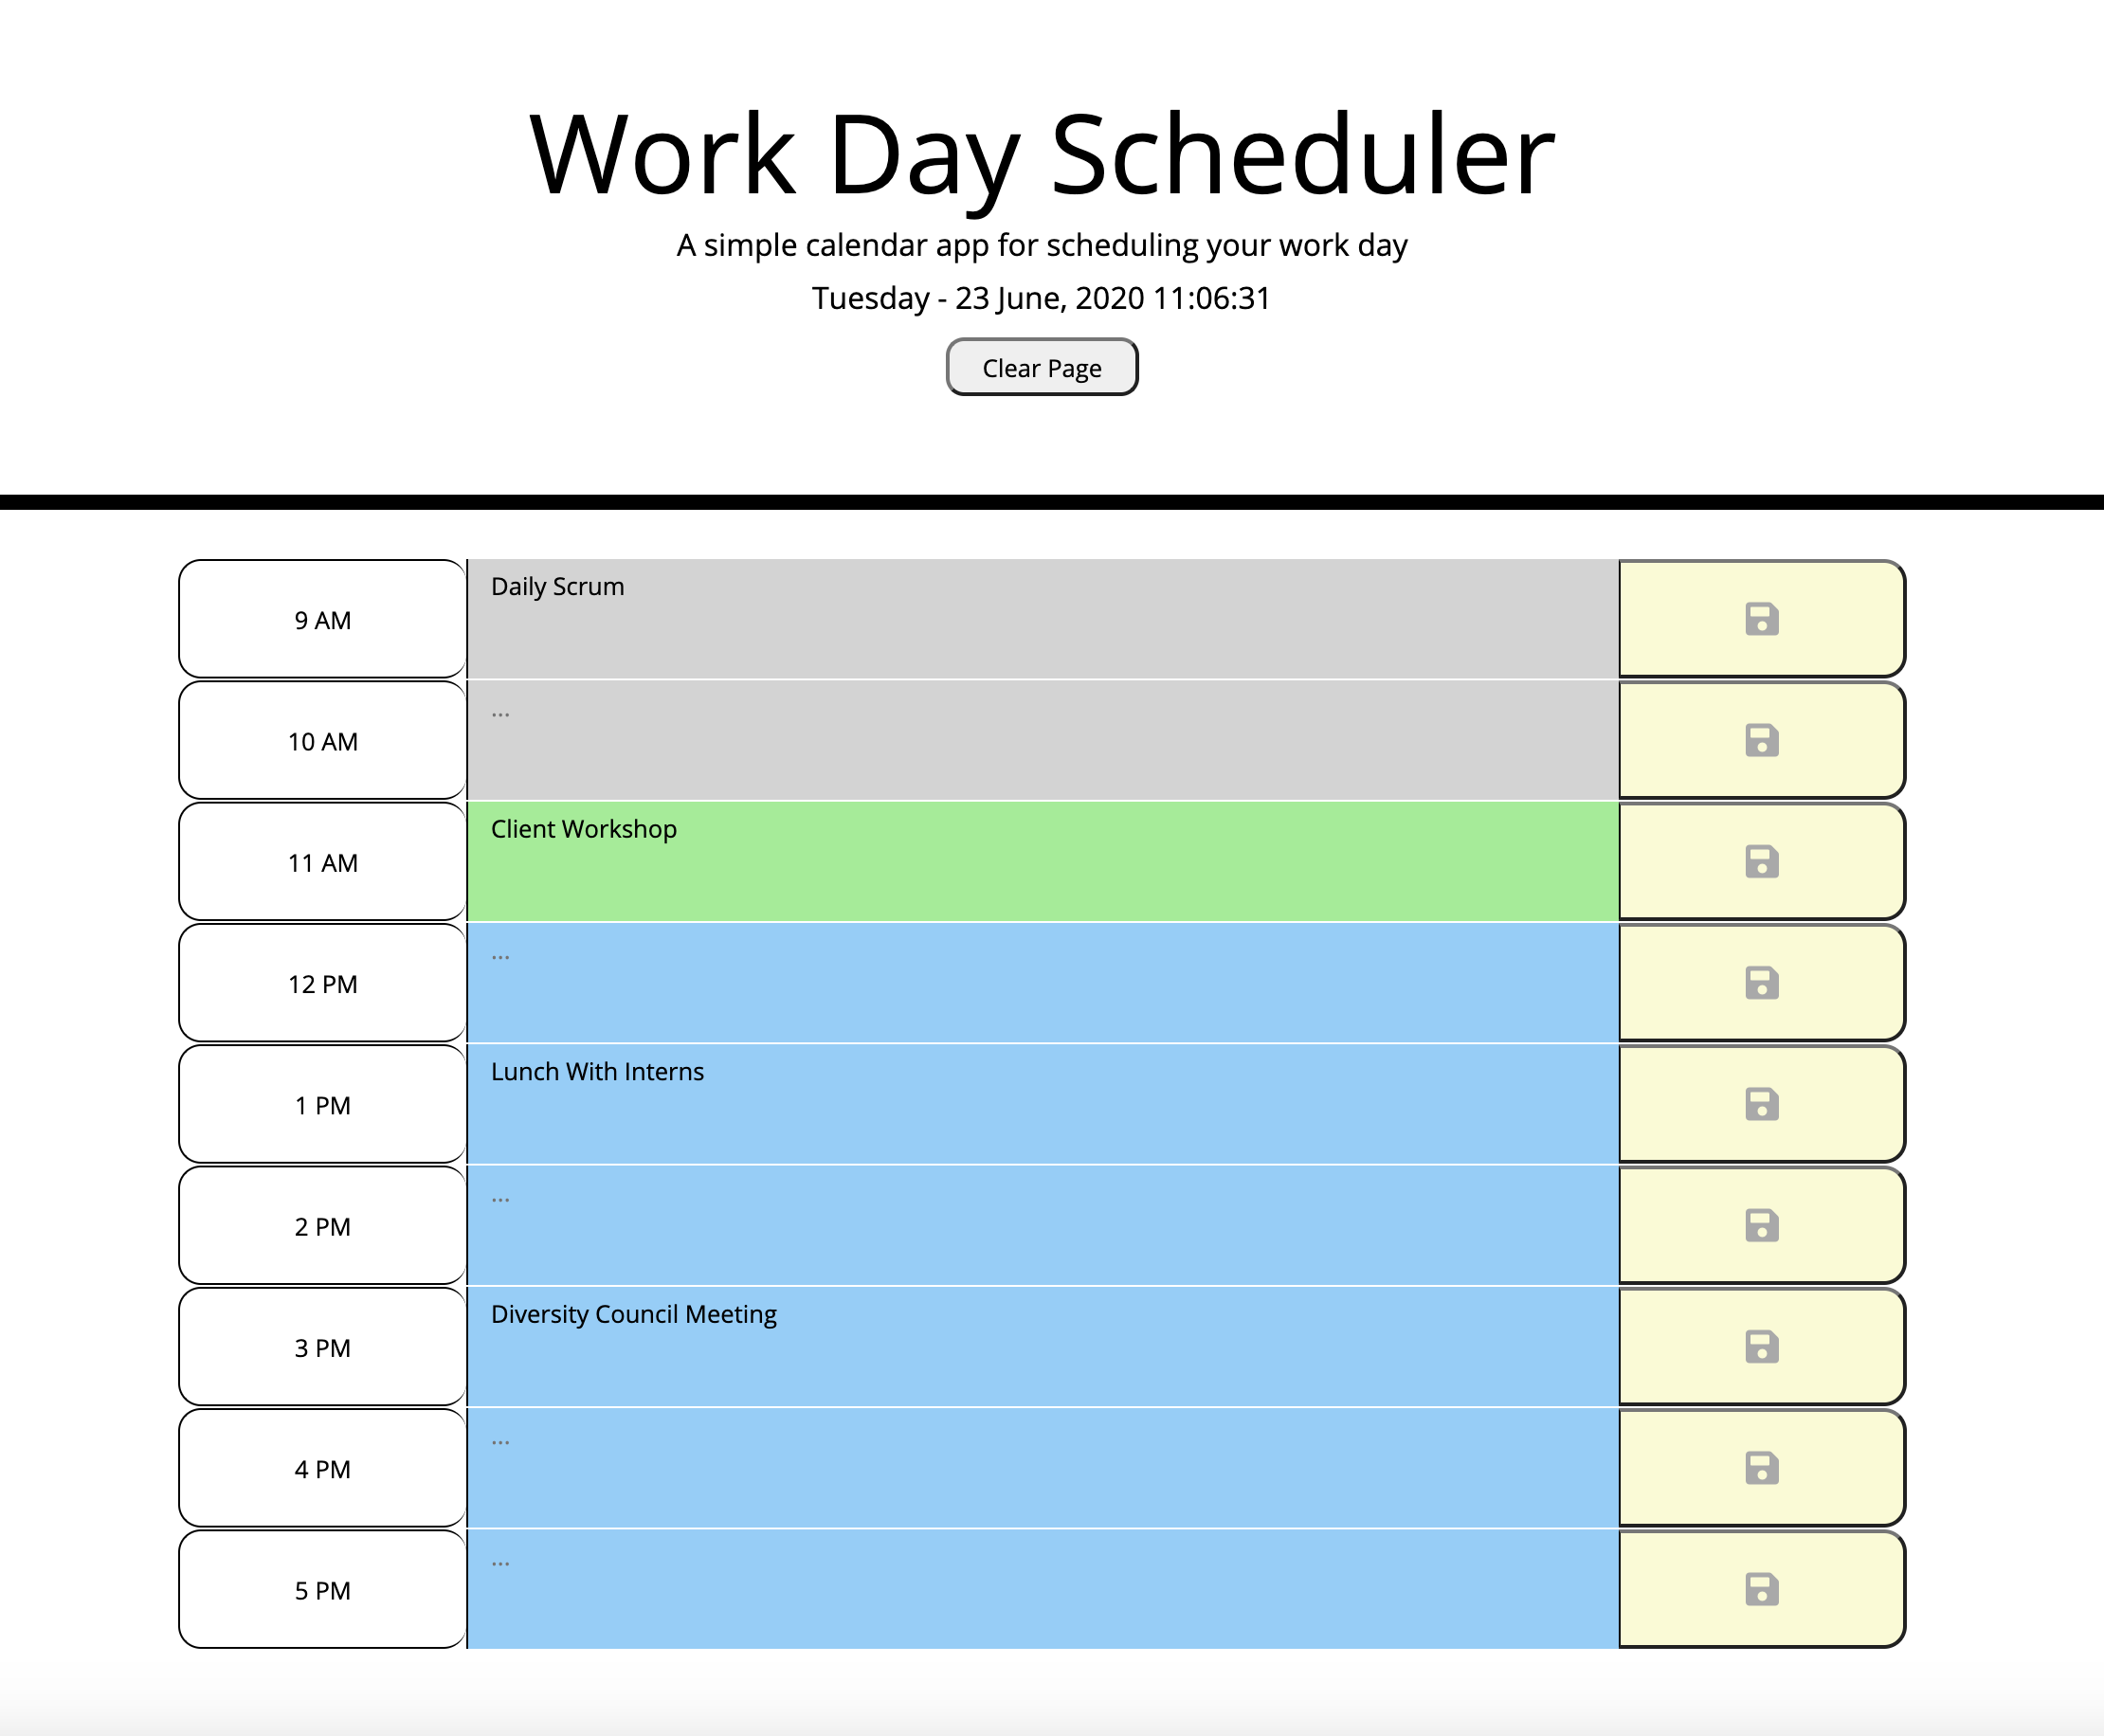 Work Day Scheduler
A simple calendar app for scheduling your work day
Tuesday - 23 June, 2020 11:06:31
Clear Page
9 AM
Daily Scrum
10 AM
...
11 AM
Client Workshop
12 PM
...
1 PM
Lunch With Interns
2 PM
...
3 PM
Diversity Council Meeting
4 PM
...
5 PM
...